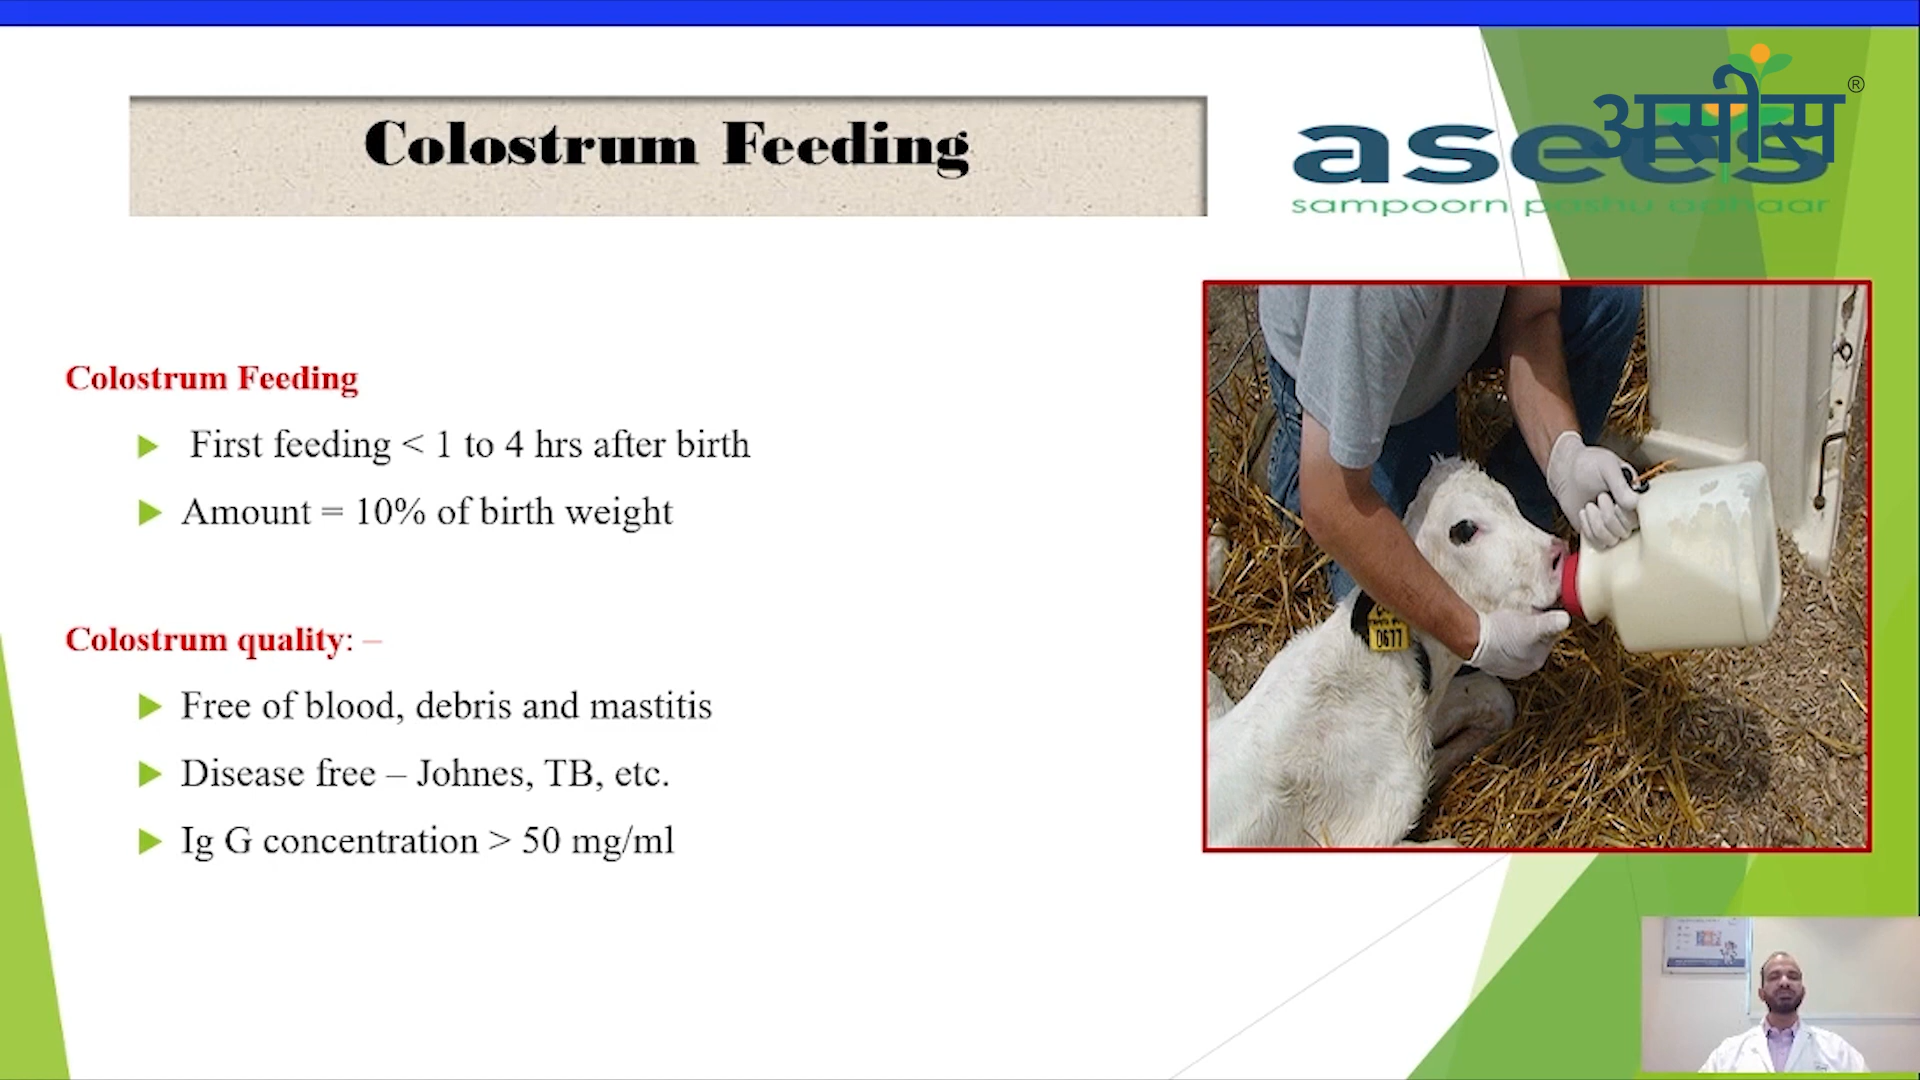 Colostrum Feeding
असीस ®
asees
sampoorn pashu aahaar
Colostrum Feeding
First feeding < 1 to 4 hrs after birth
Amount = 10% of birth weight
Colostrum quality: –
Free of blood, debris and mastitis
Disease free – Johnes, TB, etc.
Ig G concentration > 50 mg/ml
0677